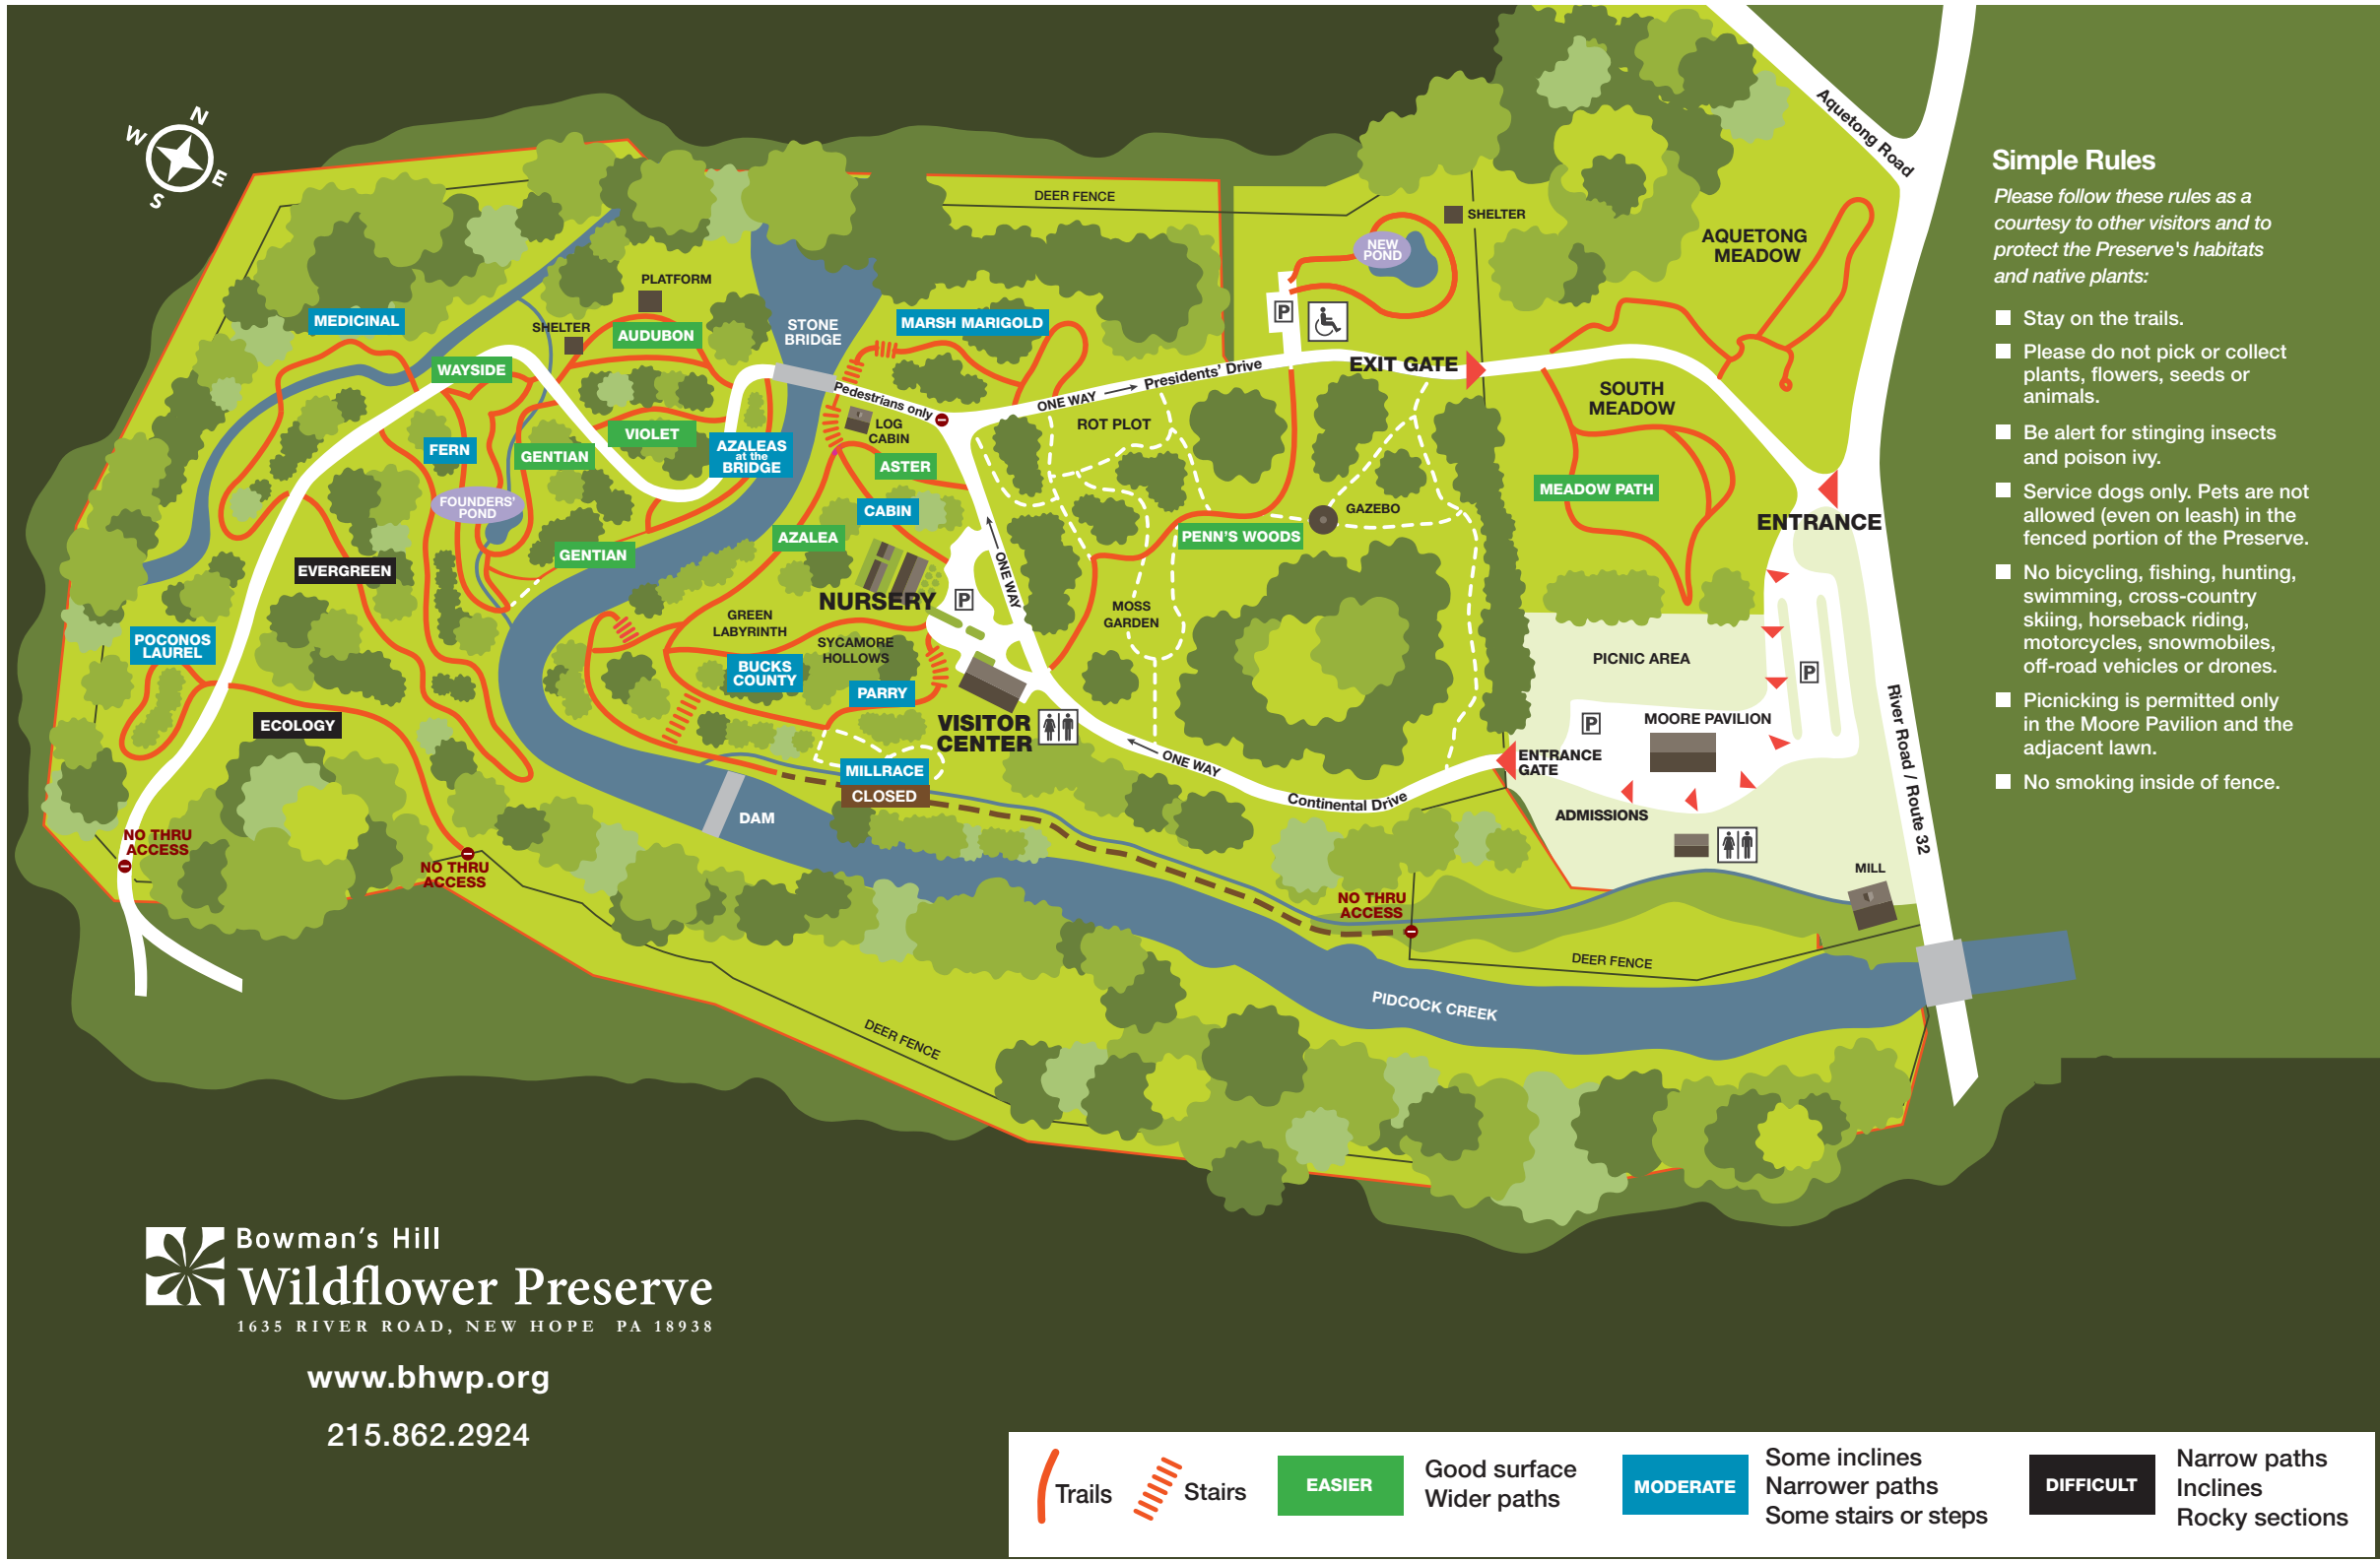 N
W
E
S
Aquetong Road
DEER FENCE
SHELTER
NEW
POND
AQUETONG
MEADOW
PLATFORM
SHELTER
AUDUBON
MEDICINAL
WAYSIDE
STONE
BRIDGE
MARSH MARIGOLD
P
EXIT GATE
Presidents' Drive
ONE WAY
Pedestrians only
LOG
CABIN
ROT PLOT
SOUTH
MEADOW
FERN
GENTIAN
VIOLET
AZALEAS
at the
BRIDGE
ASTER
CABIN
MEADOW PATH
FOUNDERS'
POND
GAZEBO
ENTRANCE
AZALEA
PENN'S WOODS
GENTIAN
EVERGREEN
ONE WAY
NURSERY
P
GREEN
LABYRINTH
MOSS
GARDEN
POCONOS
LAUREL
SYCAMORE
HOLLOWS
BUCKS
COUNTY
PARRY
PICNIC AREA
P
ECOLOGY
VISITOR
CENTER
P
MOORE PAVILION
River Road / Route 32
ENTRANCE
GATE
ONE WAY
MILLRACE
CLOSED
Continental Drive
DAM
ADMISSIONS
NO THRU
ACCESS
NO THRU
ACCESS
MILL
NO THRU
ACCESS
DEER FENCE
PIDCOCK CREEK
DEER FENCE
Simple Rules
Please follow these rules as a
courtesy to other visitors and to
protect the Preserve's habitats
and native plants:
Stay on the trails.
Please do not pick or collect
plants, flowers, seeds or
animals.
Be alert for stinging insects
and poison ivy.
Service dogs only. Pets are not
allowed (even on leash) in the
fenced portion of the Preserve.
No bicycling, fishing, hunting,
swimming, cross-country
skiing, horseback riding,
motorcycles, snowmobiles,
off-road vehicles or drones.
Picnicking is permitted only
in the Moore Pavilion and the
adjacent lawn.
No smoking inside of fence.
Bowman's Hill
Wildflower Preserve
1635 RIVER ROAD, NEW HOPE PA 18938
www.bhwp.org
215.862.2924
Trails
Stairs
EASIER
Good surface
Wider paths
MODERATE
Some inclines
Narrower paths
Some stairs or steps
DIFFICULT
Narrow paths
Inclines
Rocky sections